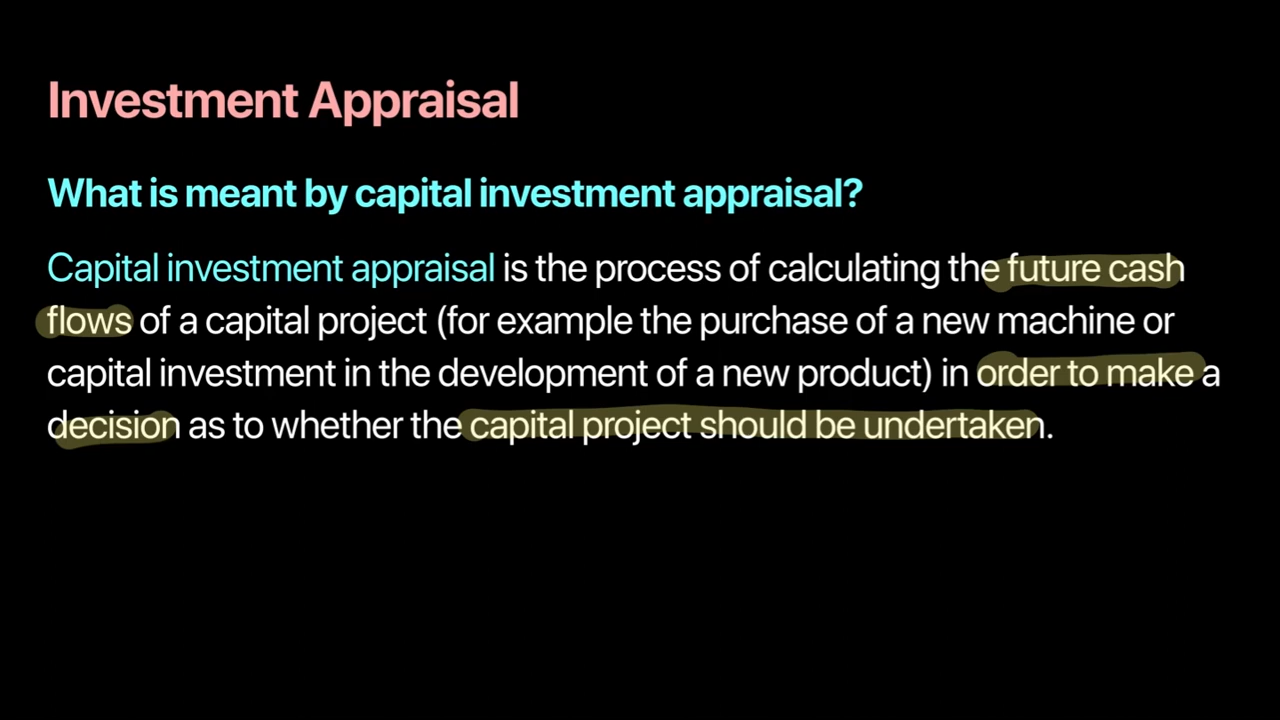 Investment Appraisal
What is meant by capital investment appraisal?
Capital investment appraisal is the process of calculating the future cash
flows of a capital project (for example the purchase of a new machine or
capital investment in the development of a new product) in order to make a
decision as to whether the capital project should be undertaken.